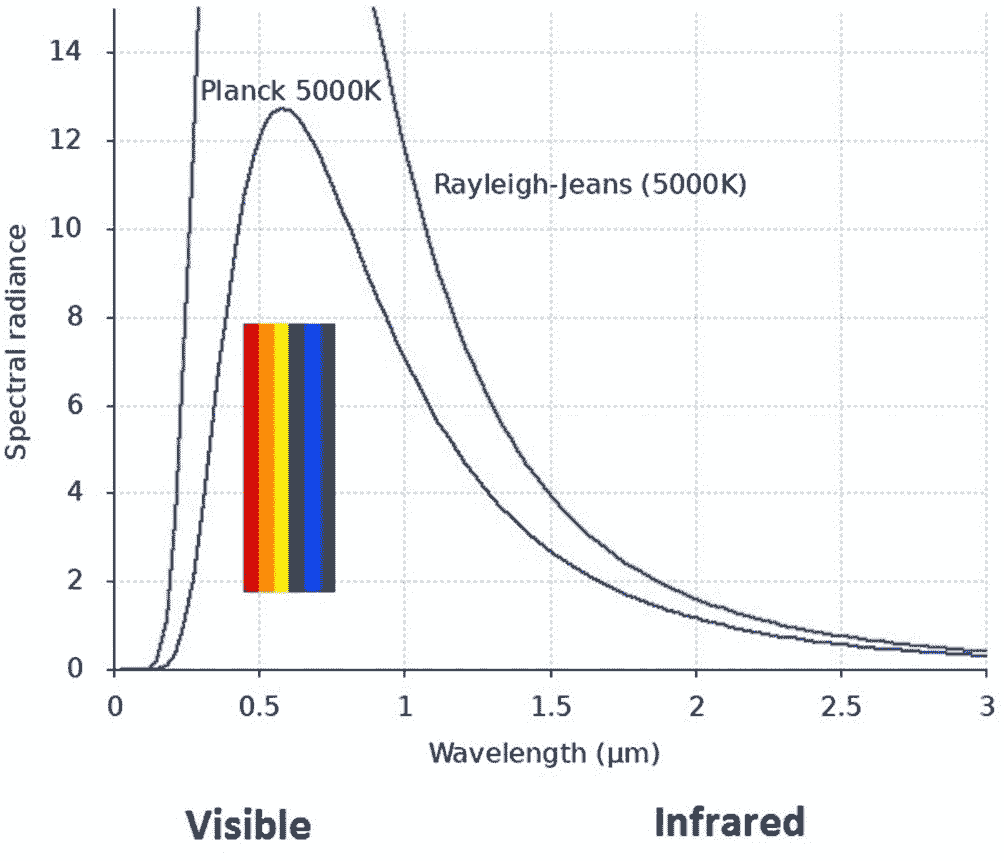 14
Planck 5000K
12
Rayleigh-Jeans (5000K)
10
8
6
4
2
0
Spectral radiance
0 0.5 1 1.5 2 2.5 3
Wavelength (μm)
Visible Infrared